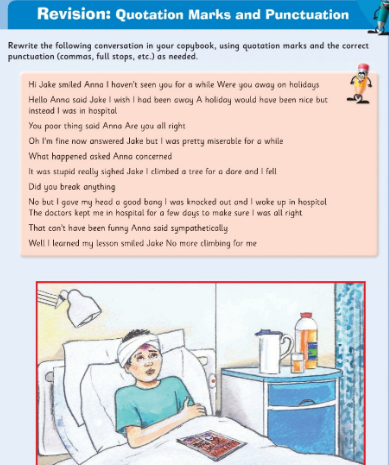 Revision: Quotation Marks and Punctuation
Rewrite the following conversation in your copybook, using quotation marks and the correct
punctuation (commas, full stops, etc.) as needed.
Hi Jake smiled Anna I haven't seen you for a while Were you away on holidays
Hello Anna said Jake I wish I had been away A holiday would have been nice but
instead I was in hospital
You poor thing said Anna Are you all right
Oh I'm fine now answered Jake but I was pretty miserable for a while
What happened asked Anna concerned
It was stupid really sighed Jake I climbed a tree for a dare and I fell
Did you break anything
No but I gave my head a good bang I was knocked out and I woke up in hospital
The doctors kept me in hospital for a few days to make sure I was all right
That can't have been funny Anna said sympathetically
Well I learned my lesson smiled Jake No more climbing for me